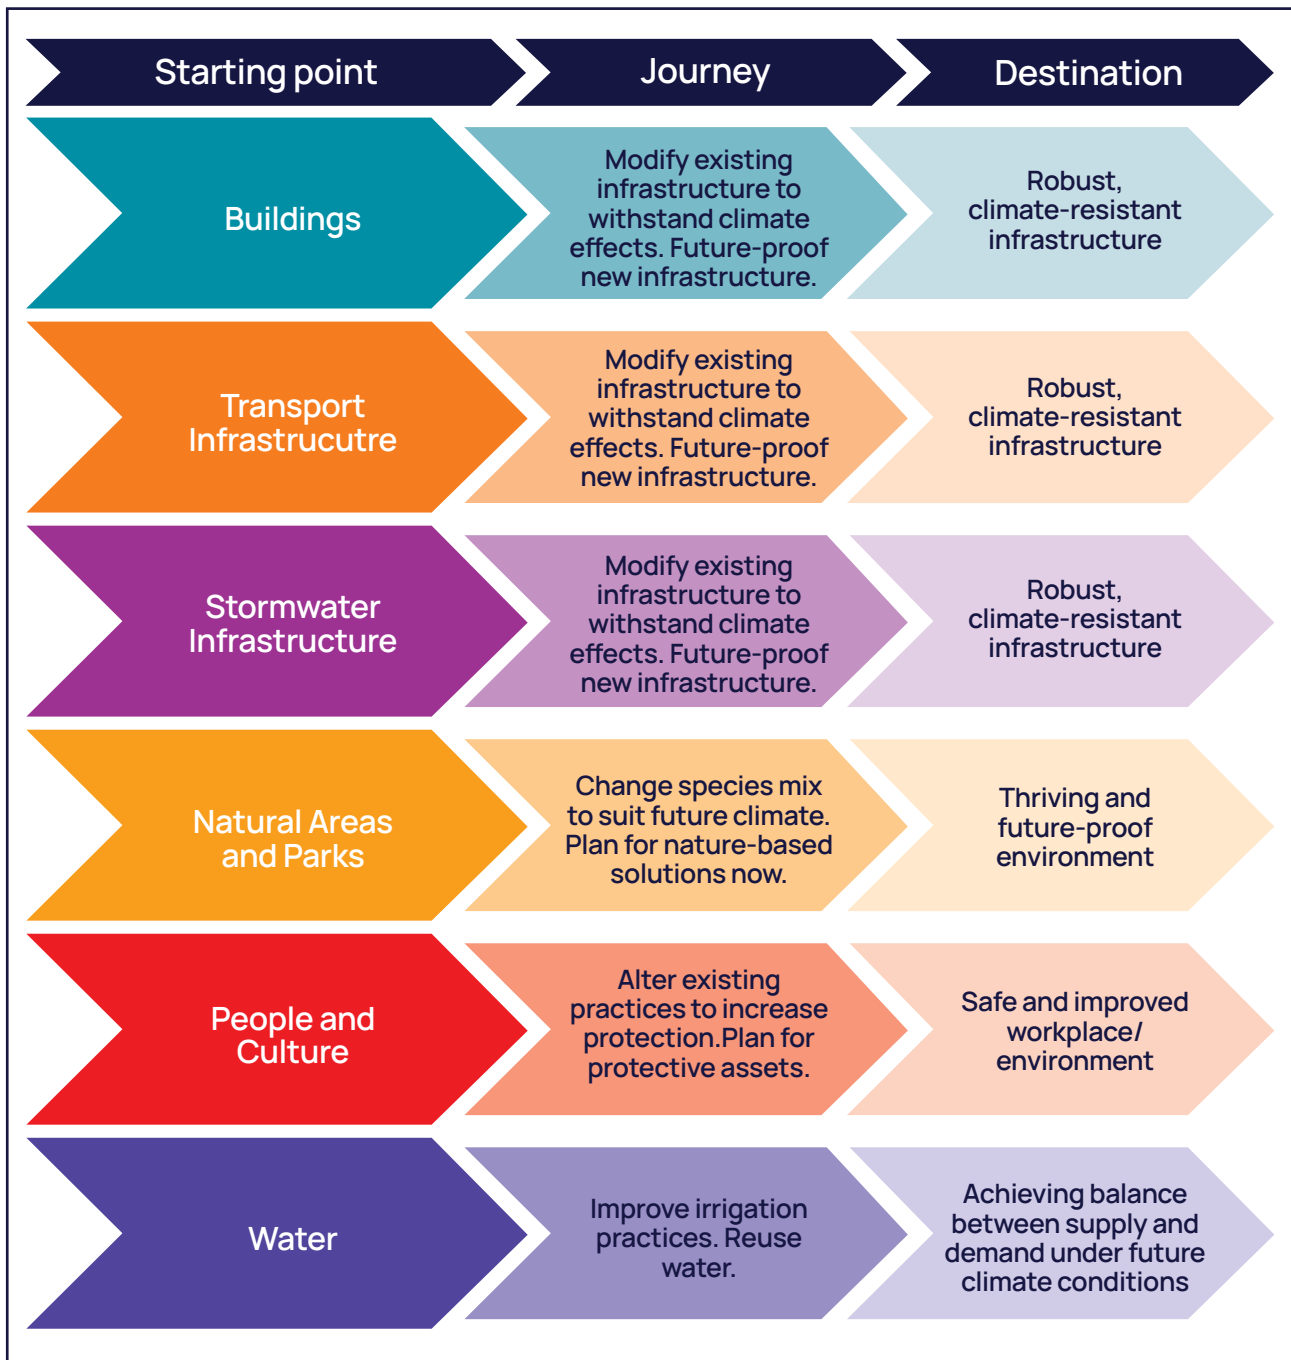 Starting point
Journey
Destination
Buildings
Modify existing
infrastructure to
withstand climate
effects. Future-proof
new infrastructure.
Robust,
climate-resistant
infrastructure
Transport
Infrastrucutre
Modify existing
infrastructure to
withstand climate
effects. Future-proof
new infrastructure.
Robust,
climate-resistant
infrastructure
Stormwater
Infrastructure
Modify existing
infrastructure to
withstand climate
effects. Future-proof
new infrastructure.
Robust,
climate-resistant
infrastructure
Natural Areas
and Parks
Change species mix
to suit future climate.
Plan for nature-based
solutions now.
Thriving and
future-proof
environment
People and
Culture
Alter existing
practices to increase
protection.Plan for
protective assets.
Safe and improved
workplace/
environment
Water
Improve irrigation
practices. Reuse
water.
Achieving balance
between supply and
demand under future
climate conditions